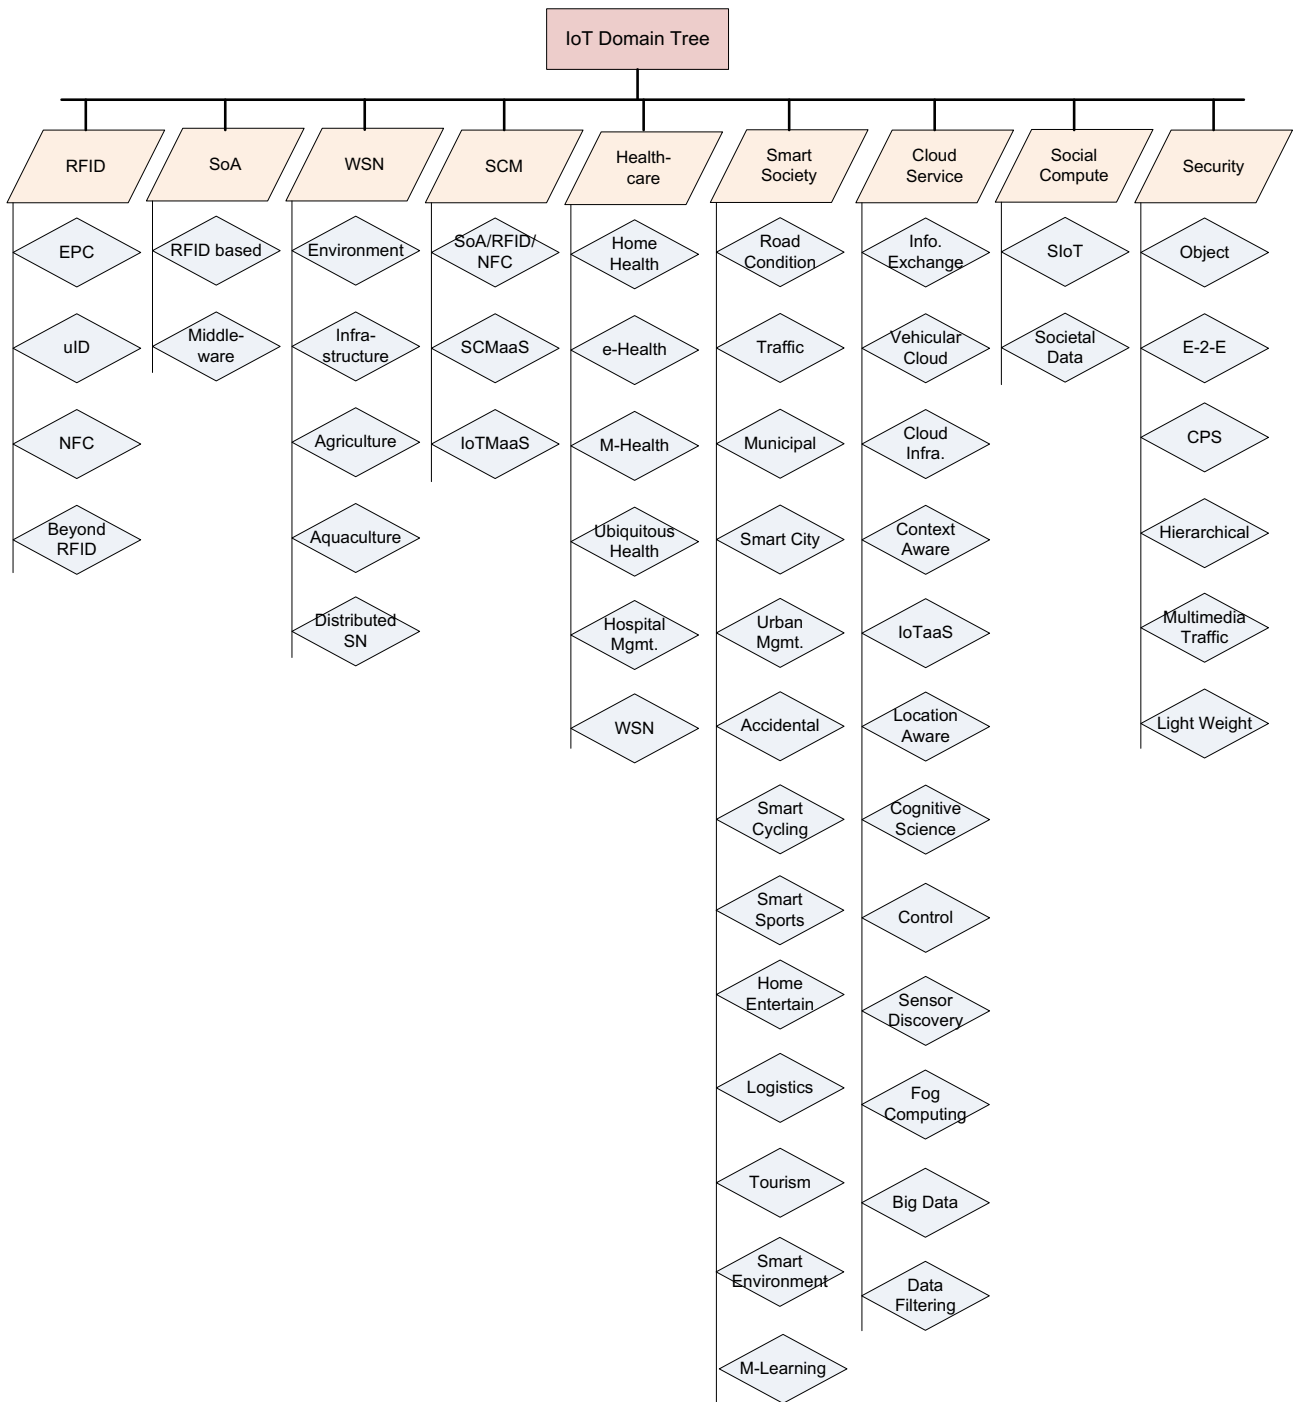 IoT Domain Tree
RFID
EPC
uID
NFC
Beyond
RFID
SoA
RFID based
Middle-
ware
WSN
Environment
Infra-
structure
Agriculture
Aquaculture
Distributed
SN
SCM
SoA/RFID/
NFC
SCMaaS
IoTMaaS
Health-
care
Home
Health
e-Health
M-Health
Ubiquitous
Health
Hospital
Mgmt.
WSN
Smart
Society
Road
Condition
Traffic
Municipal
Smart City
Urban
Mgmt.
Accidental
Smart
Cycling
Smart
Sports
Home
Entertain
Logistics
Tourism
Smart
Environment
M-Learning
Cloud
Service
Info.
Exchange
Vehicular
Cloud
Cloud
Infra.
Context
Aware
IoTaaS
Location
Aware
Cognitive
Science
Control
Sensor
Discovery
Fog
Computing
Big Data
Data
Filtering
Social
Compute
SIoT
Societal
Data
Security
Object
E-2-E
CPS
Hierarchical
Multimedia
Traffic
Light Weight